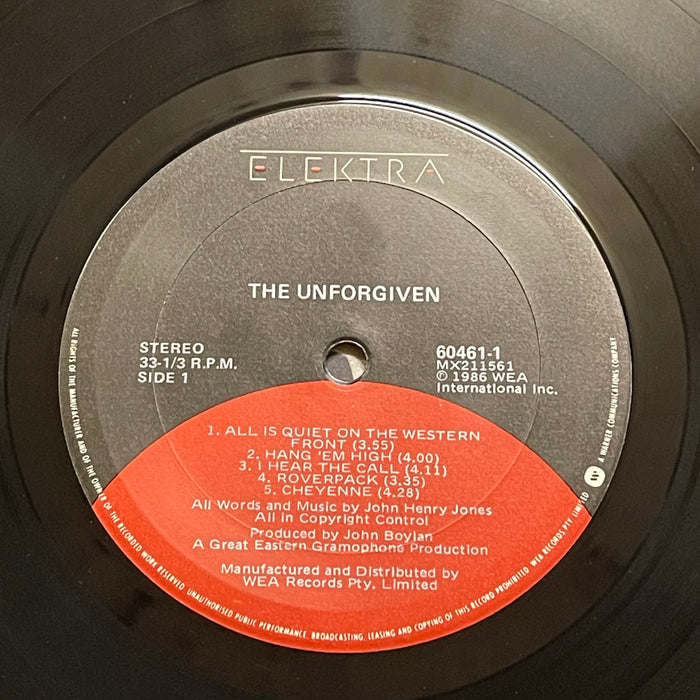 ELEKTRA
THE UNFORGIVEN
STEREO
33-1/3 R.P.M.
SIDE 1
60461-1
MX211561
Ⓟ 1986 WEA
International Inc.
1. ALL IS QUIET ON THE WESTERN
FRONT (3.55)
2. HANG 'EM HIGH (4.00)
3. I HEAR THE CALL (4.11)
4. ROVERPACK (3.35)
5. CHEYENNE (4.28)
All Words and Music by John Henry Jones
All in Copyright Control
Produced by John Boylan
A Great Eastern Gramophone Production
Manufactured and Distributed by
WEA Records Pty. Limited
ALL RIGHTS OF THE MANUFACTURER AND OF THE OWNER OF THE RECORDED WORK RESERVED. UNAUTHORISED PUBLIC PERFORMANCE, BROADCASTING, LEASING AND COPYING OF THIS RECORD PROHIBITED. WEA RECORDS PTY. LIMITED
A WARNER COMMUNICATIONS COMPANY